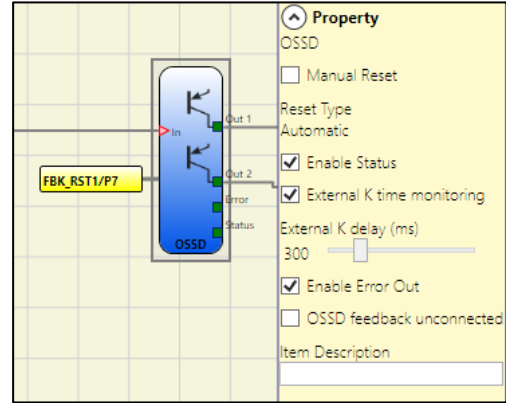 Property
OSSD
Manual Reset
Reset Type
Automatic
Enable Status
External K time monitoring
External K delay (ms)
300
Enable Error Out
OSSD feedback unconnected
Item Description
Out 1
In
FBK_RST1/P7
Out 2
Error
Status
OSSD